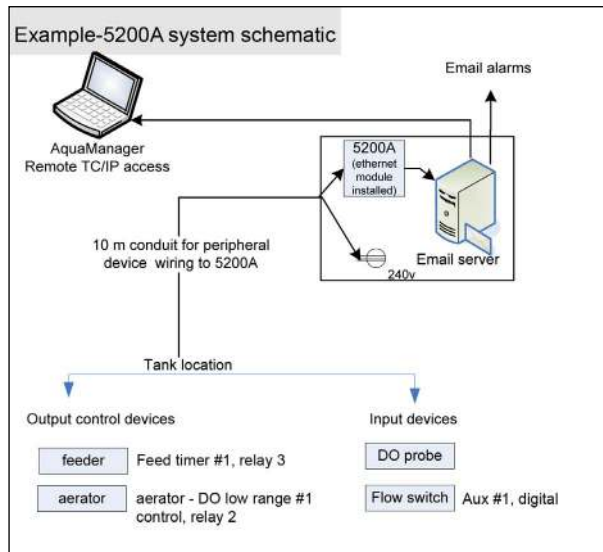 Example-5200A system schematic
Email alarms
AquaManager
Remote TC/IP access
5200A
(ethernet
module
installed)
Email server
240v
10 m conduit for peripheral
device wiring to 5200A
Tank location
Output control devices
Input devices
feeder
Feed timer #1, relay 3
DO probe
aerator
aerator - DO low range #1
control, relay 2
Flow switch
Aux #1, digital